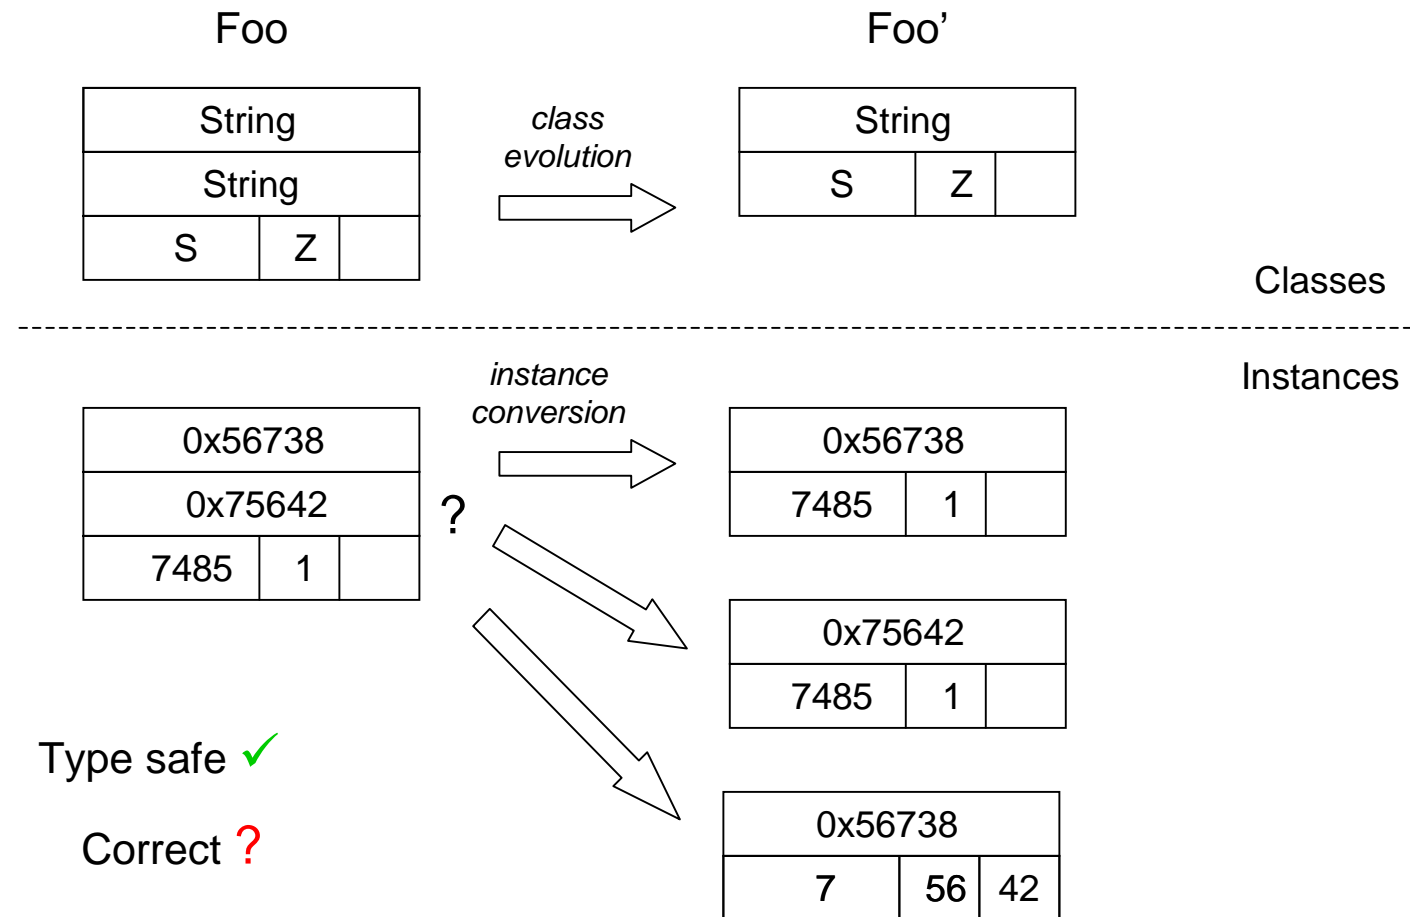 Foo
Foo’
String
String
S Z
class
evolution
String
S Z
Classes
Instances
instance
conversion
0x56738
0x75642
7485 1
?
0x56738
7485 1
0x75642
7485 1
0x56738
7 56 42
Type safe ✓
Correct ?